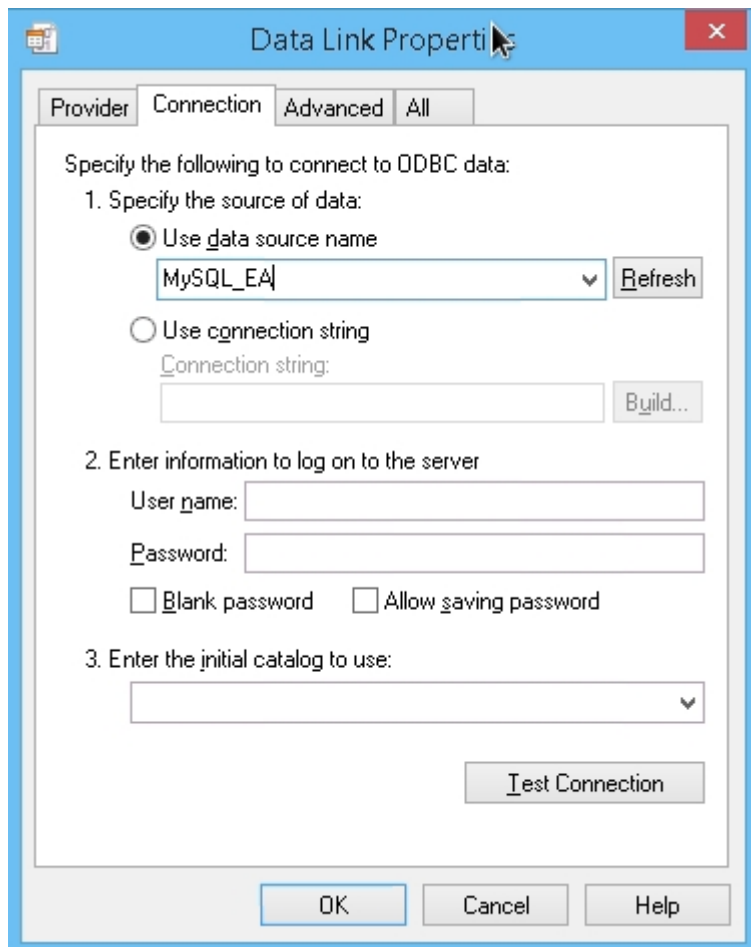 Data Link Properties
Provider Connection Advanced All
Specify the following to connect to ODBC data:
1. Specify the source of data:
Use data source name
MySQL_EA Refresh
Use connection string
Connection string:
Build...
2. Enter information to log on to the server
User name:
Password:
Blank password Allow saving password
3. Enter the initial catalog to use:
Test Connection
OK Cancel Help